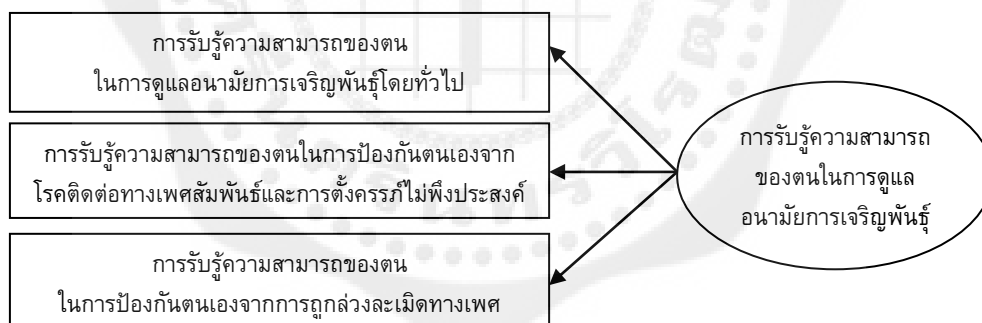 การรับรู้ความสามารถของตน
ในการดูแลอนามัยการเจริญพันธุ์โดยทั่วไป
การรับรู้ความสามารถของตนในการป้องกันตนเองจาก
โรคติดต่อทางเพศสัมพันธ์และการตั้งครรภ์ไม่พึงประสงค์
การรับรู้ความสามารถของตน
ในการป้องกันตนเองจากการถูกล่วงละเมิดทางเพศ
การรับรู้ความสามารถ
ของตนในการดูแล
อนามัยการเจริญพันธุ์